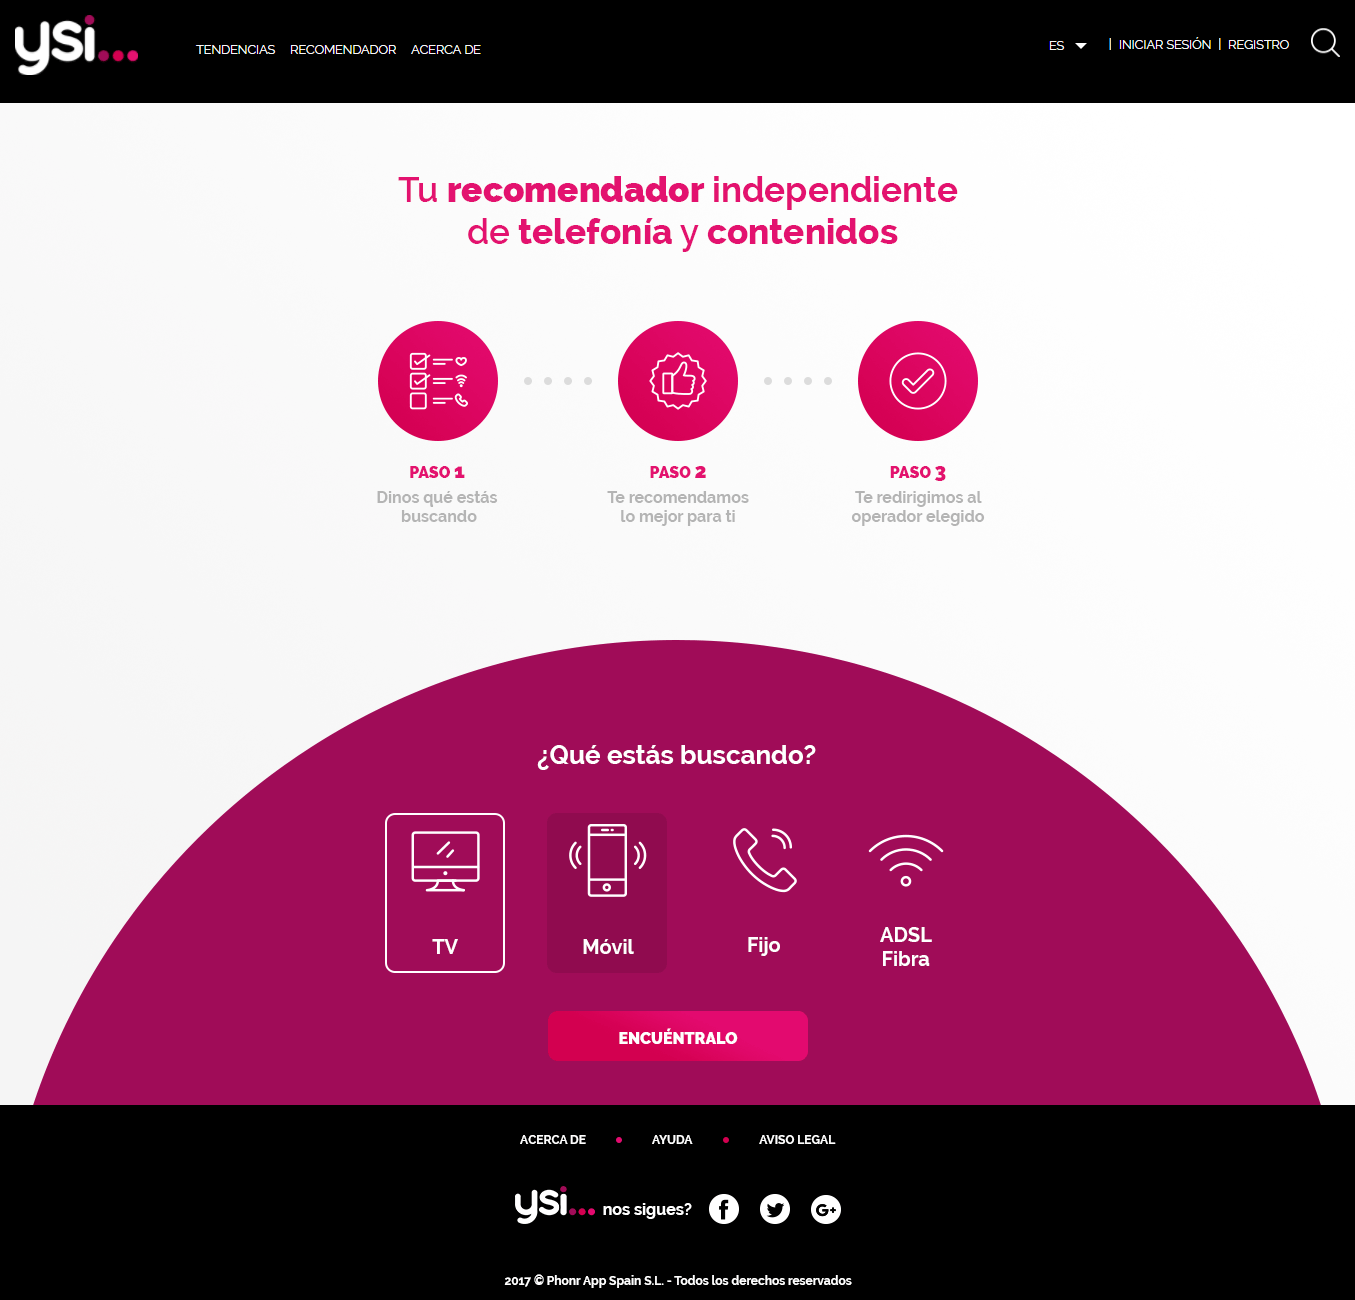 ysi...
TENDENCIAS RECOMENDADOR ACERCA DE
ES | INICIAR SESIÓN | REGISTRO
Tu recomendador independiente
de telefonía y contenidos
PASO 1
Dinos qué estás
buscando
PASO 2
Te recomendamos
lo mejor para ti
PASO 3
Te redirigimos al
operador elegido
¿Qué estás buscando?
TV
Móvil
Fijo
ADSL
Fibra
ENCUÉNTRALO
ACERCA DE • AYUDA • AVISO LEGAL
ysi... nos sigues? f G+
2017 © Phonr App Spain S.L. - Todos los derechos reservados